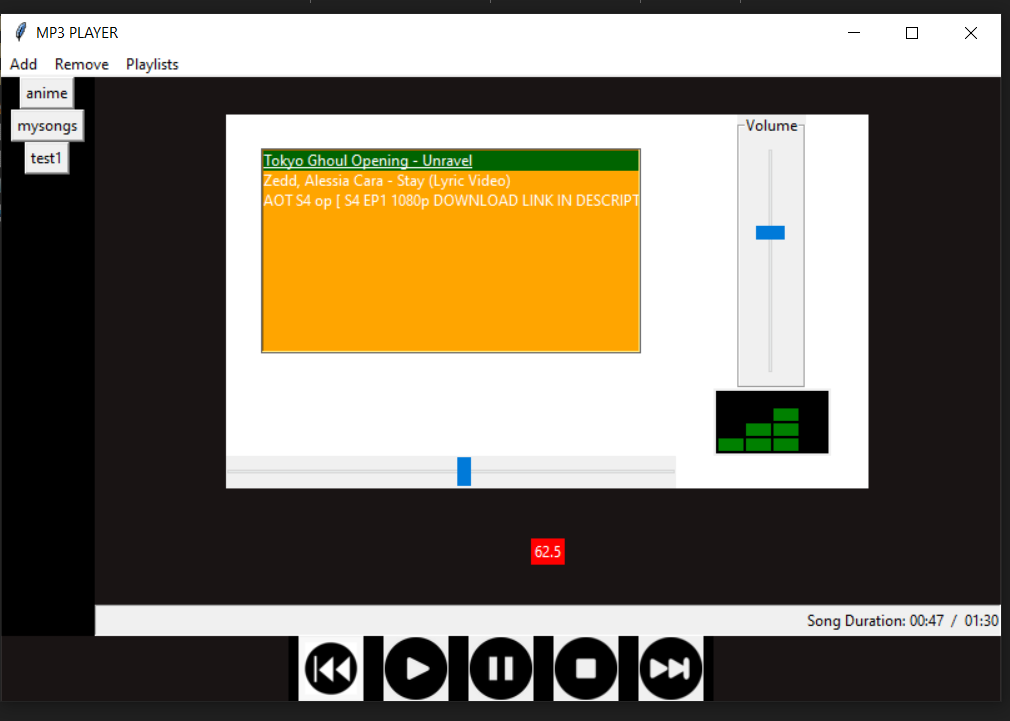 MP3 PLAYER
Add Remove Playlists
anime
mysongs
test1
Tokyo Ghoul Opening - Unravel
Zedd, Alessia Cara - Stay (Lyric Video)
AOT S4 op [ S4 EP1 1080p DOWNLOAD LINK IN DESCRIPT
Volume
62.5
Song Duration: 00:47 / 01:30